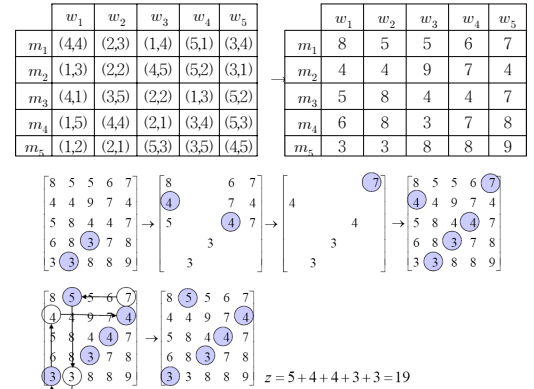 w1 w2 w3 w4 w5 w1 w2 w3 w4 w5
m1 (4,4) (2,3) (1,4) (5,1) (3,4) m1 8 5 5 6 7
m2 (1,3) (2,2) (4,5) (5,2) (3,1) → m2 4 4 9 7 4
m3 (4,1) (3,5) (2,2) (1,3) (5,2) m3 5 8 4 4 7
m4 (1,5) (4,4) (2,1) (3,4) (5,3) m4 6 8 3 7 8
m5 (1,2) (2,1) (5,3) (3,5) (4,5) m5 3 3 8 8 9
8 5 5 6 7 8 6 7 7 8 5 5 6 7
4 4 9 7 4 4 7 4 4 4 4 9 7 4
5 8 4 4 7 → 5 4 7 → 4 → 5 8 4 4 7
6 8 3 7 8 3 3 6 8 3 7 8
3 3 8 8 9 3 3 3 3 8 8 9
8 5 5 6 7 8 5 5 6 7
4 4 9 7 4 4 4 9 7 4
5 8 4 4 7 → 5 8 4 4 7
6 8 3 7 8 6 8 3 7 8
3 3 8 8 9 3 3 8 8 9 z = 5 + 4 + 4 + 3 + 3 = 19